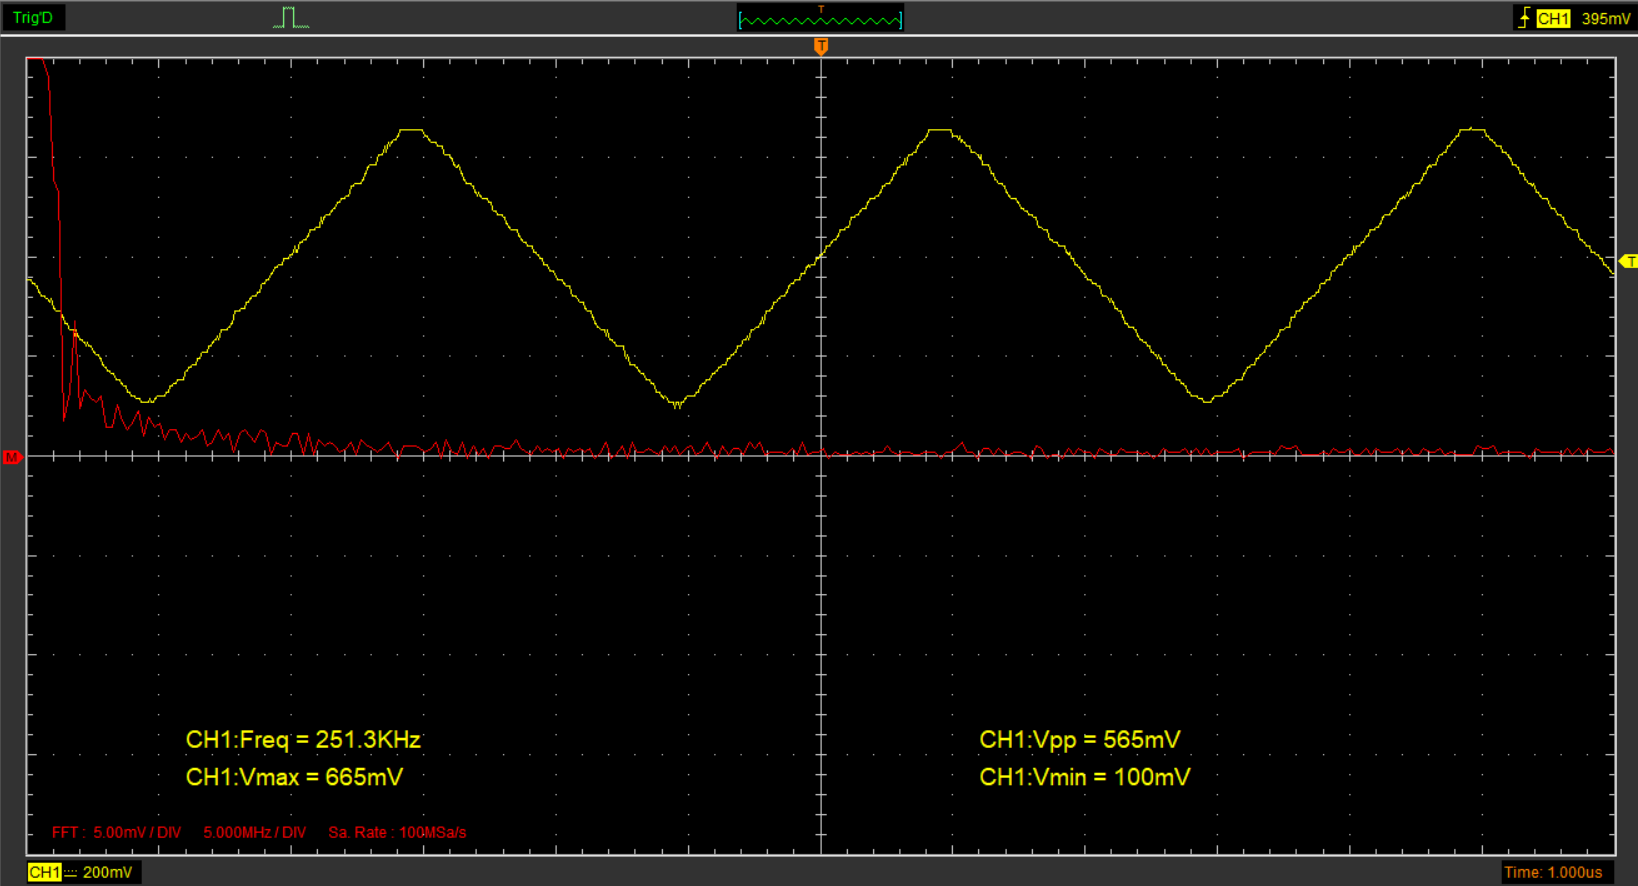 Trig'D
T
CH1 395mV
T
T
M
CH1:Freq = 251.3KHz
CH1:Vpp = 565mV
CH1:Vmax = 665mV
CH1:Vmin = 100mV
FFT : 5.00mV / DIV 5.000MHz / DIV Sa. Rate : 100MSa/s
CH1 200mV
Time: 1.000us